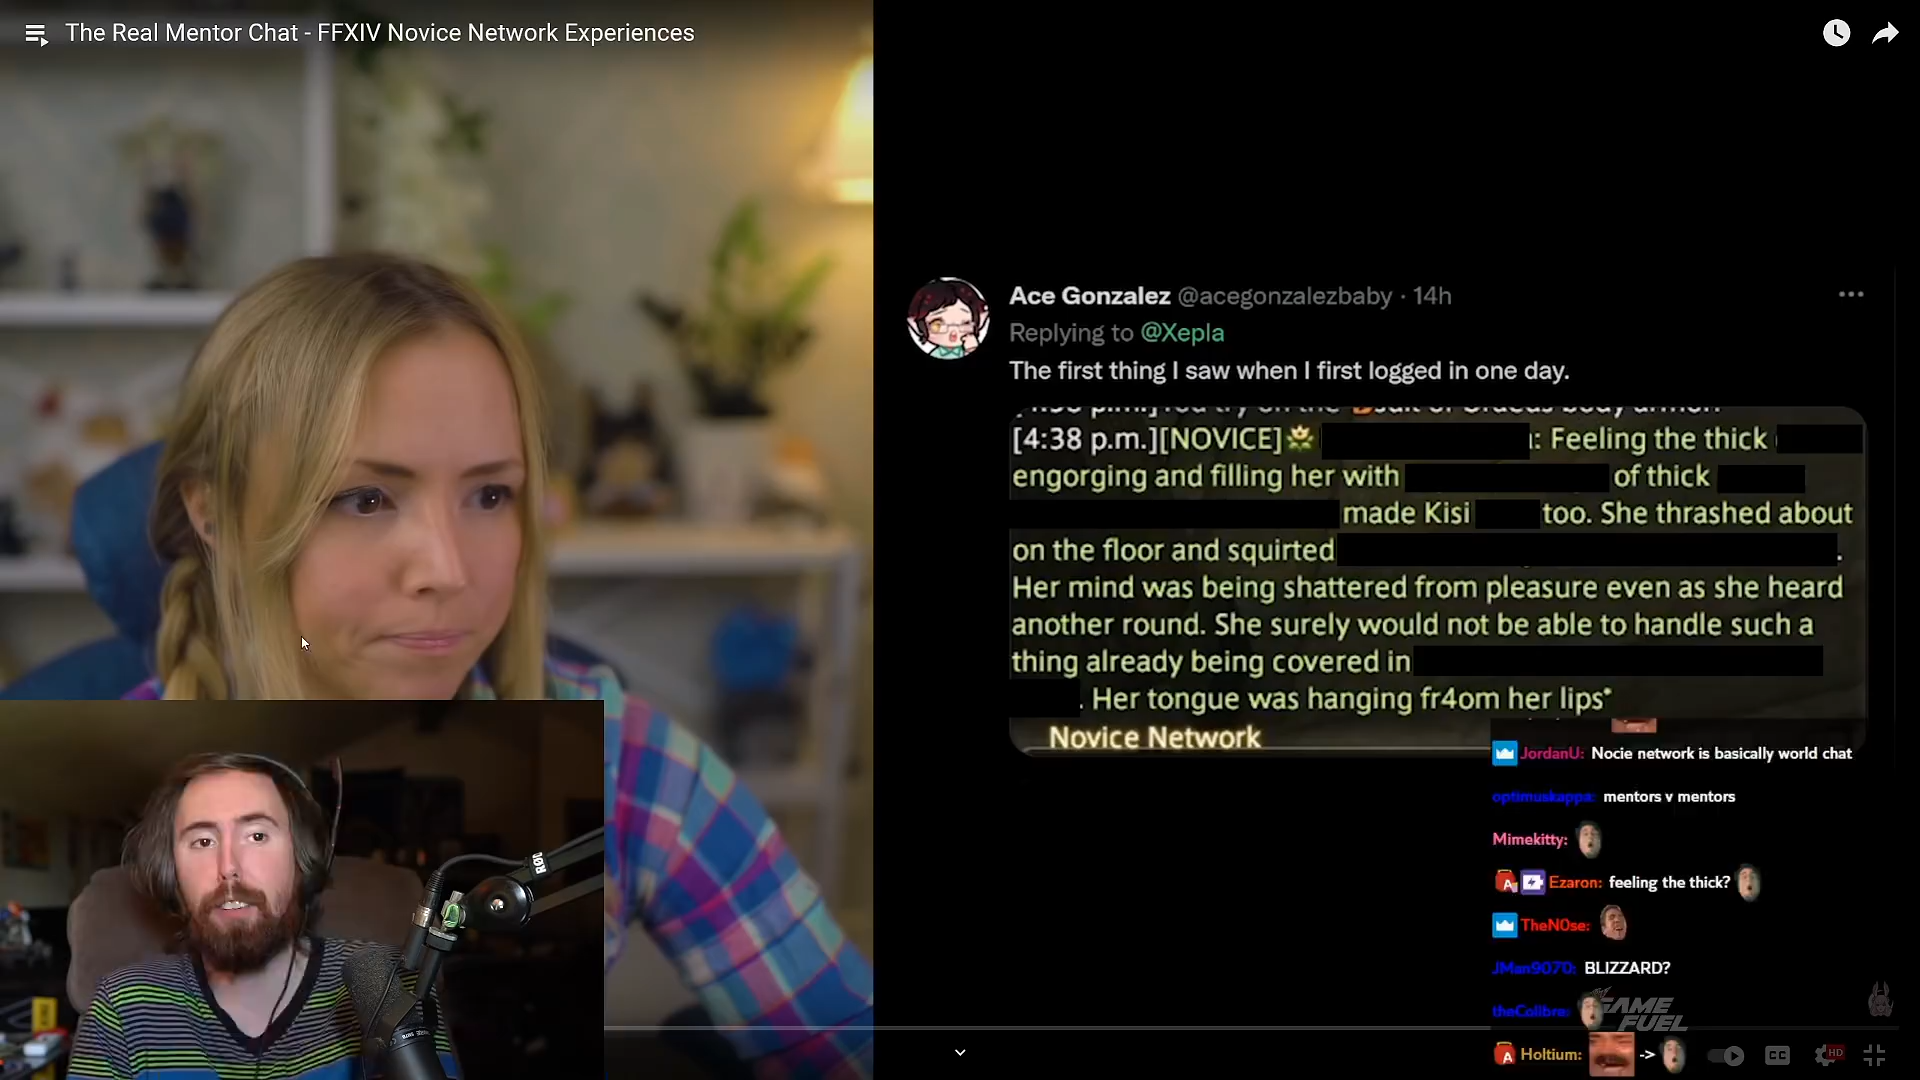 The Real Mentor Chat - FFXIV Novice Network Experiences
Ace Gonzalez @acegonzalezbaby · 14h
Replying to @Xepla
The first thing I saw when I first logged in one day.
[4:38 p.m.][NOVICE] : Feeling the thick
engorging and filling her with of thick
made Kisi too. She thrashed about
on the floor and squirted .
Her mind was being shattered from pleasure even as she heard
another round. She surely would not be able to handle such a
thing already being covered in
. Her tongue was hanging fr4om her lips*
Novice Network
JordanU: Nocie network is basically world chat
optimuskappa: mentors v mentors
Mimekitty:
Ezaron: feeling the thick?
TheN0se:
JMan9070: BLIZZARD?
theCollbre:
GAME
FUEL
Holtium: ->
CC
HD
RØDE